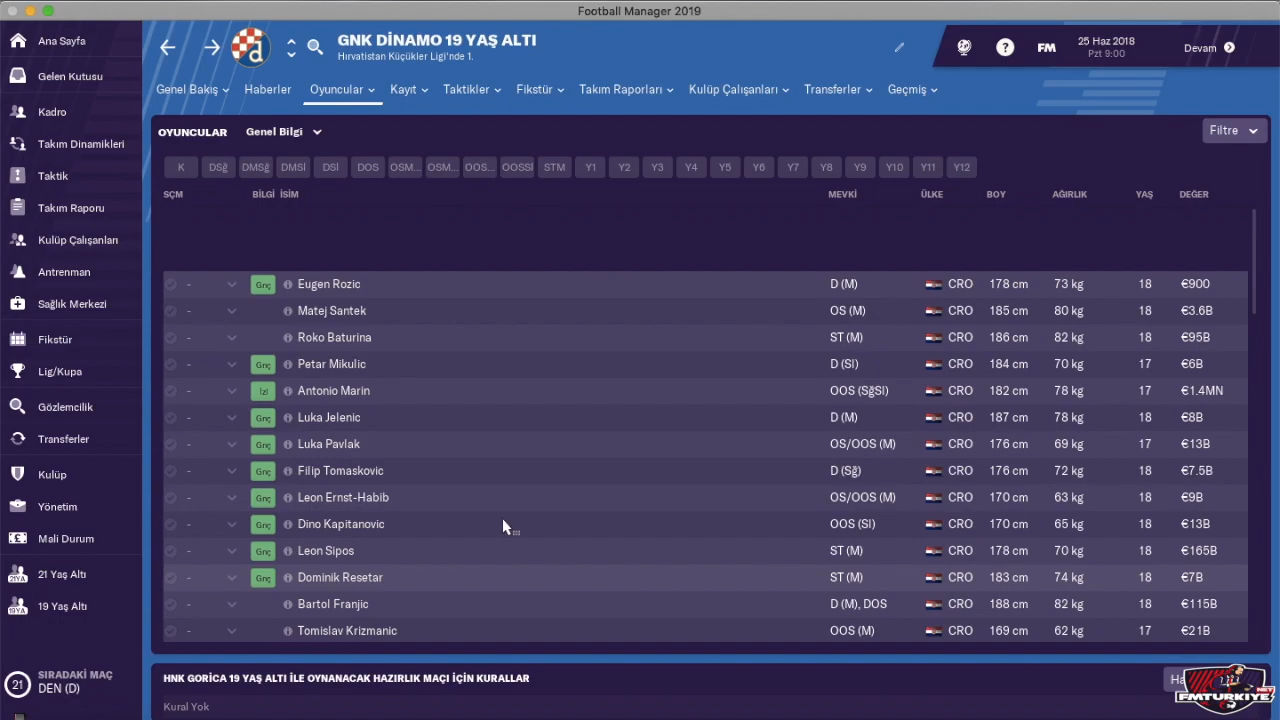 Football Manager 2019
Ana Sayfa
Gelen Kutusu
Kadro
Takım Dinamikleri
Taktik
Takım Raporu
Kulüp Çalışanları
Antrenman
Sağlık Merkezi
Fikstür
Lig/Kupa
Gözlemcilik
Transferler
Kulüp
Yönetim
Mali Durum
21YA 21 Yaş Altı
19YA 19 Yaş Altı
21 SIRADAKİ MAÇ
DEN (D)
GNK DİNAMO 19 YAŞ ALTI
Hırvatistan Küçükler Ligi'nde 1.
? FM 25 Haz 2018
Pzt 9:00
Devam
Genel Bakış Haberler Oyuncular Kayıt Taktikler Fikstür Takım Raporları Kulüp Çalışanları Transferler Geçmiş
OYUNCULAR Genel Bilgi Filtre
K DSğ DMSğ DMSl DSl DOS OSM... OSM... OOS... OOSSl STM Y1 Y2 Y3 Y4 Y5 Y6 Y7 Y8 Y9 Y10 Y11 Y12
SÇM BİLGİ İSİM MEVKİ ÜLKE BOY AĞIRLIK YAŞ DEĞER
- Gnç Eugen Rozic D (M) CRO 178 cm 73 kg 18 €900
- Matej Santek OS (M) CRO 185 cm 80 kg 18 €3.6B
- Roko Baturina ST (M) CRO 186 cm 82 kg 18 €95B
- Gnç Petar Mikulic D (Sl) CRO 184 cm 70 kg 17 €6B
- İzl Antonio Marin OOS (SğSl) CRO 182 cm 78 kg 17 €1.4MN
- Gnç Luka Jelenic D (M) CRO 187 cm 78 kg 18 €8B
- Gnç Luka Pavlak OS/OOS (M) CRO 176 cm 69 kg 17 €13B
- Gnç Filip Tomaskovic D (Sğ) CRO 176 cm 72 kg 18 €7.5B
- Gnç Leon Ernst-Habib OS/OOS (M) CRO 170 cm 63 kg 18 €9B
- Gnç Dino Kapitanovic OOS (Sl) CRO 170 cm 65 kg 18 €13B
- Gnç Leon Sipos ST (M) CRO 178 cm 70 kg 18 €165B
- Gnç Dominik Resetar ST (M) CRO 183 cm 74 kg 18 €7B
- Bartol Franjic D (M), DOS CRO 188 cm 82 kg 18 €115B
- Tomislav Krizmanic OOS (M) CRO 169 cm 62 kg 17 €21B
HNK GORİCA 19 YAŞ ALTI İLE OYNANACAK HAZIRLIK MAÇI İÇİN KURALLAR
Kural Yok
FMTURKIYE.NET